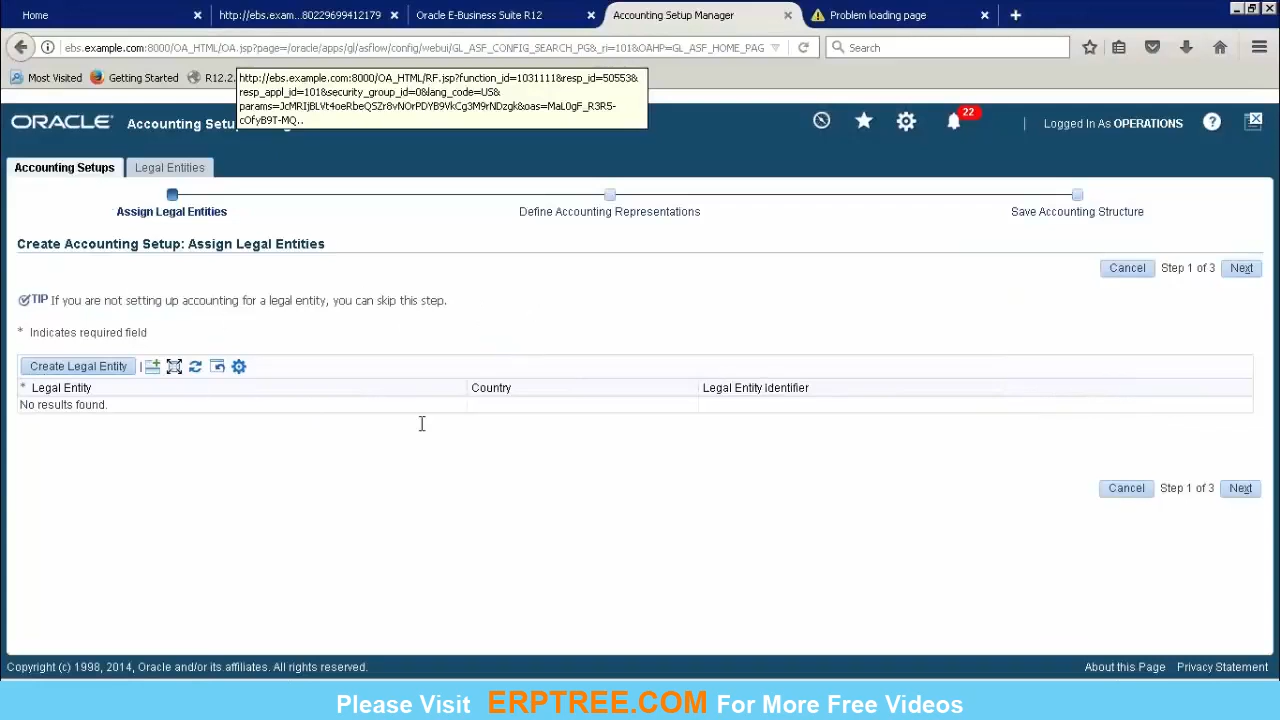 Home
http://ebs.exam...80229699412179
Oracle E-Business Suite R12
Accounting Setup Manager
Problem loading page
ebs.example.com:8000/OA_HTML/OA.jsp?page=/oracle/apps/gl/asflow/config/webui/GL_ASF_CONFIG_SEARCH_PG&_ri=101&OAHP=GL_ASF_HOME_PAG
Search
Most Visited
Getting Started
R12.2.
http://ebs.example.com:8000/OA_HTML/RF.jsp?function_id=1031111&resp_id=50553&
resp_appl_id=101&security_group_id=0&lang_code=US&
ORACLE
Accounting Setu
22
Logged In As OPERATIONS
Accounting Setups
Legal Entities
Assign Legal Entities
Define Accounting Representations
Save Accounting Structure
Create Accounting Setup: Assign Legal Entities
Cancel Step 1 of 3 Next
TIP If you are not setting up accounting for a legal entity, you can skip this step.
* Indicates required field
Create Legal Entity
* Legal Entity
Country
Legal Entity Identifier
No results found.
Cancel Step 1 of 3 Next
Copyright (c) 1998, 2014, Oracle and/or its affiliates. All rights reserved.
About this Page Privacy Statement
Please Visit ERPTREE.COM For More Free Videos